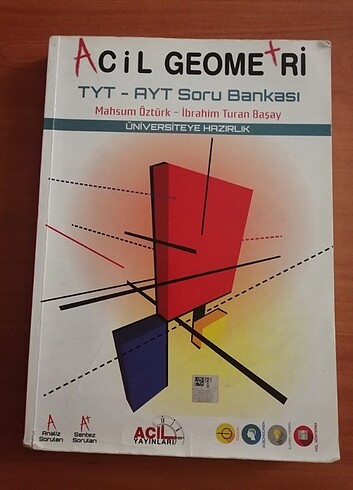 ACİL GEOMETRİ
TYT - AYT Soru Bankası
Mahsum Öztürk - İbrahim Turan Başay
ÜNİVERSİTEYE HAZIRLIK
A
Analiz
Soruları
A+
Sentez
Soruları
ACİL
YAYINLARI